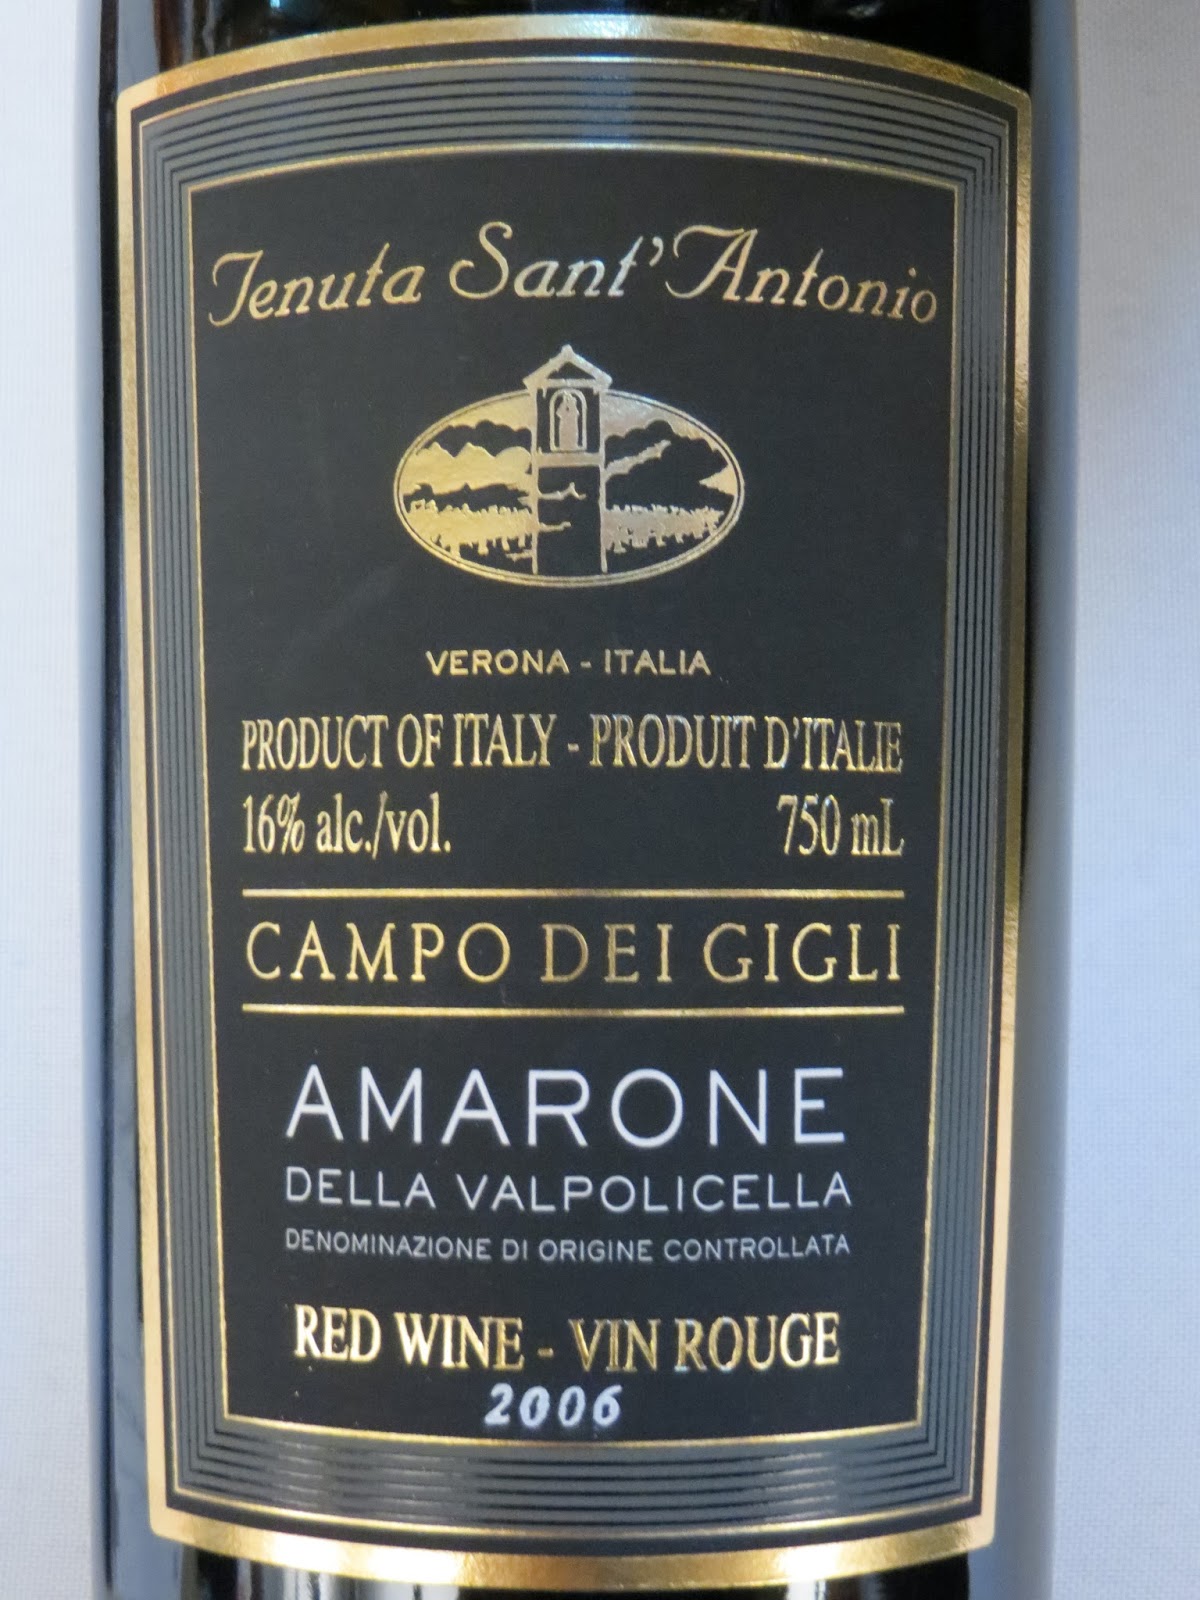 Tenuta Sant'Antonio
VERONA - ITALIA
PRODUCT OF ITALY - PRODUIT D'ITALIE
16% alc./vol. 750 mL
CAMPO DEI GIGLI
AMARONE
DELLA VALPOLICELLA
DENOMINAZIONE DI ORIGINE CONTROLLATA
RED WINE - VIN ROUGE
2006